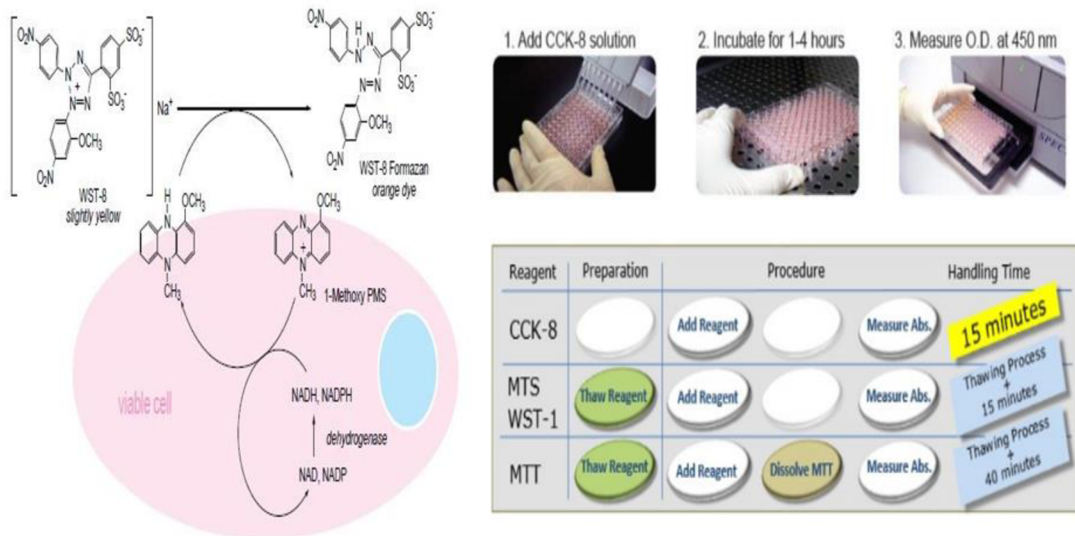 O₂N
NO₂
SO₃⁻
SO₃⁻
N
N
N=N
+
OCH₃
O₂N
Na⁺
WST-8
slightly yellow
O₂N
H
N
N
N=N
SO₃⁻
SO₃⁻
OCH₃
O₂N
WST-8 Formazan
orange dye
H
N
OCH₃
N
CH₃
N
OCH₃
N
+
CH₃
1-Methoxy PMS
viable cell
NADH, NADPH
dehydrogenase
NAD, NADP
1. Add CCK-8 solution
2. Incubate for 1-4 hours
3. Measure O.D. at 450 nm
SPEC
Reagent Preparation Procedure Handling Time
CCK-8 Add Reagent Measure Abs. 15 minutes
MTS
WST-1 Thaw Reagent Add Reagent Measure Abs.
Thawing Process
+
15 minutes
MTT Thaw Reagent Add Reagent Dissolve MTT Measure Abs.
Thawing Process
+
40 minutes